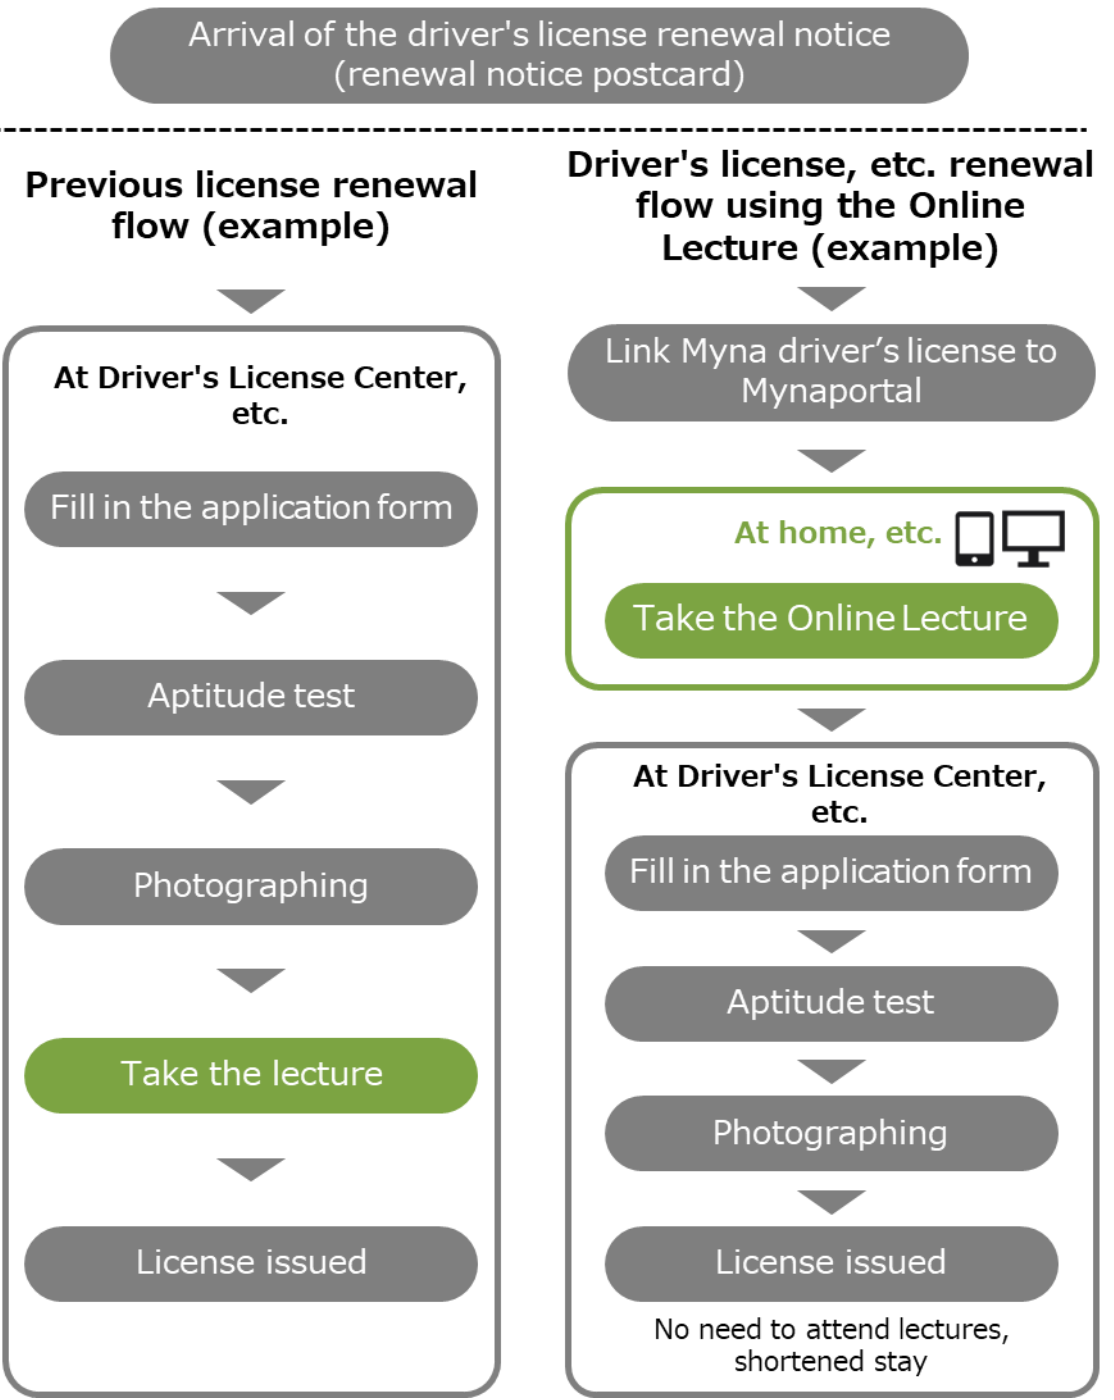 Arrival of the driver's license renewal notice
(renewal notice postcard)
Previous license renewal
flow (example)
At Driver's License Center,
etc.
Fill in the application form
Aptitude test
Photographing
Take the lecture
License issued
Driver's license, etc. renewal
flow using the Online
Lecture (example)
Link Myna driver’s license to
Mynaportal
At home, etc.
Take the Online Lecture
At Driver's License Center,
etc.
Fill in the application form
Aptitude test
Photographing
License issued
No need to attend lectures,
shortened stay